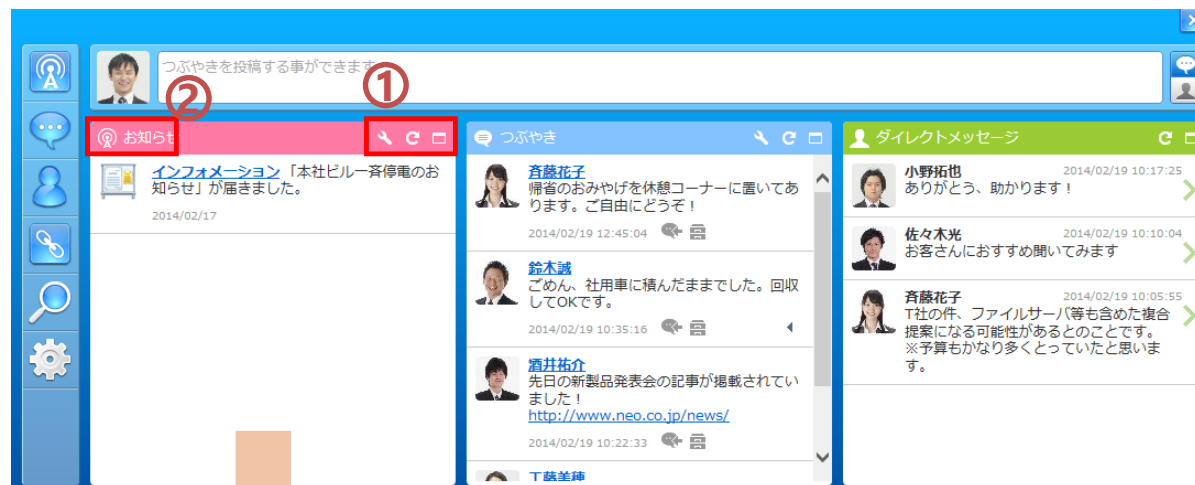 つぶやきを投稿する事ができます
②
①
お知らせ
インフォメーション「本社ビル一斉停電のお
知らせ」が届きました。
2014/02/17
つぶやき
斉藤花子
帰省のおみやげを休憩コーナーに置いてあ
ります。ご自由にどうぞ！
2014/02/19 12:45:04
鈴木誠
ごめん、社用車に積んだままでした。回収
してOKです。
2014/02/19 10:35:16
酒井祐介
先日の新製品発表会の記事が掲載されてい
ました！
http://www.neo.co.jp/news/
2014/02/19 10:22:33
工藤美穂
ダイレクトメッセージ
小野拓也 2014/02/19 10:17:25
ありがとう、助かります！
佐々木光 2014/02/19 10:10:04
お客さんにおすすめ聞いてみます
斉藤花子 2014/02/19 10:05:55
T社の件、ファイルサーバ等も含めた複合
提案になる可能性があるとのことです。
※予算もかなり多くとっていたと思いま
す。